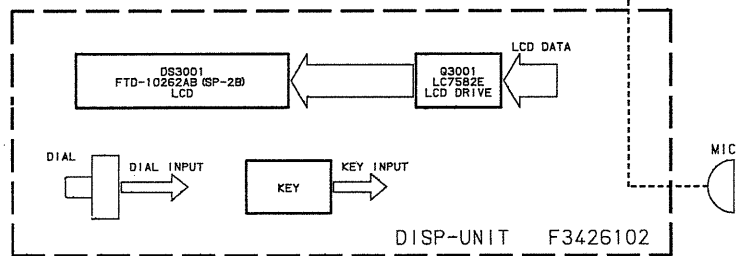 DS3001
FTD-10262AB (SP-2B)
LCD
Q3001
LC7582E
LCD DRIVE
LCD DATA
DIAL
DIAL INPUT
KEY
KEY INPUT
MIC
DISP-UNIT F3426102